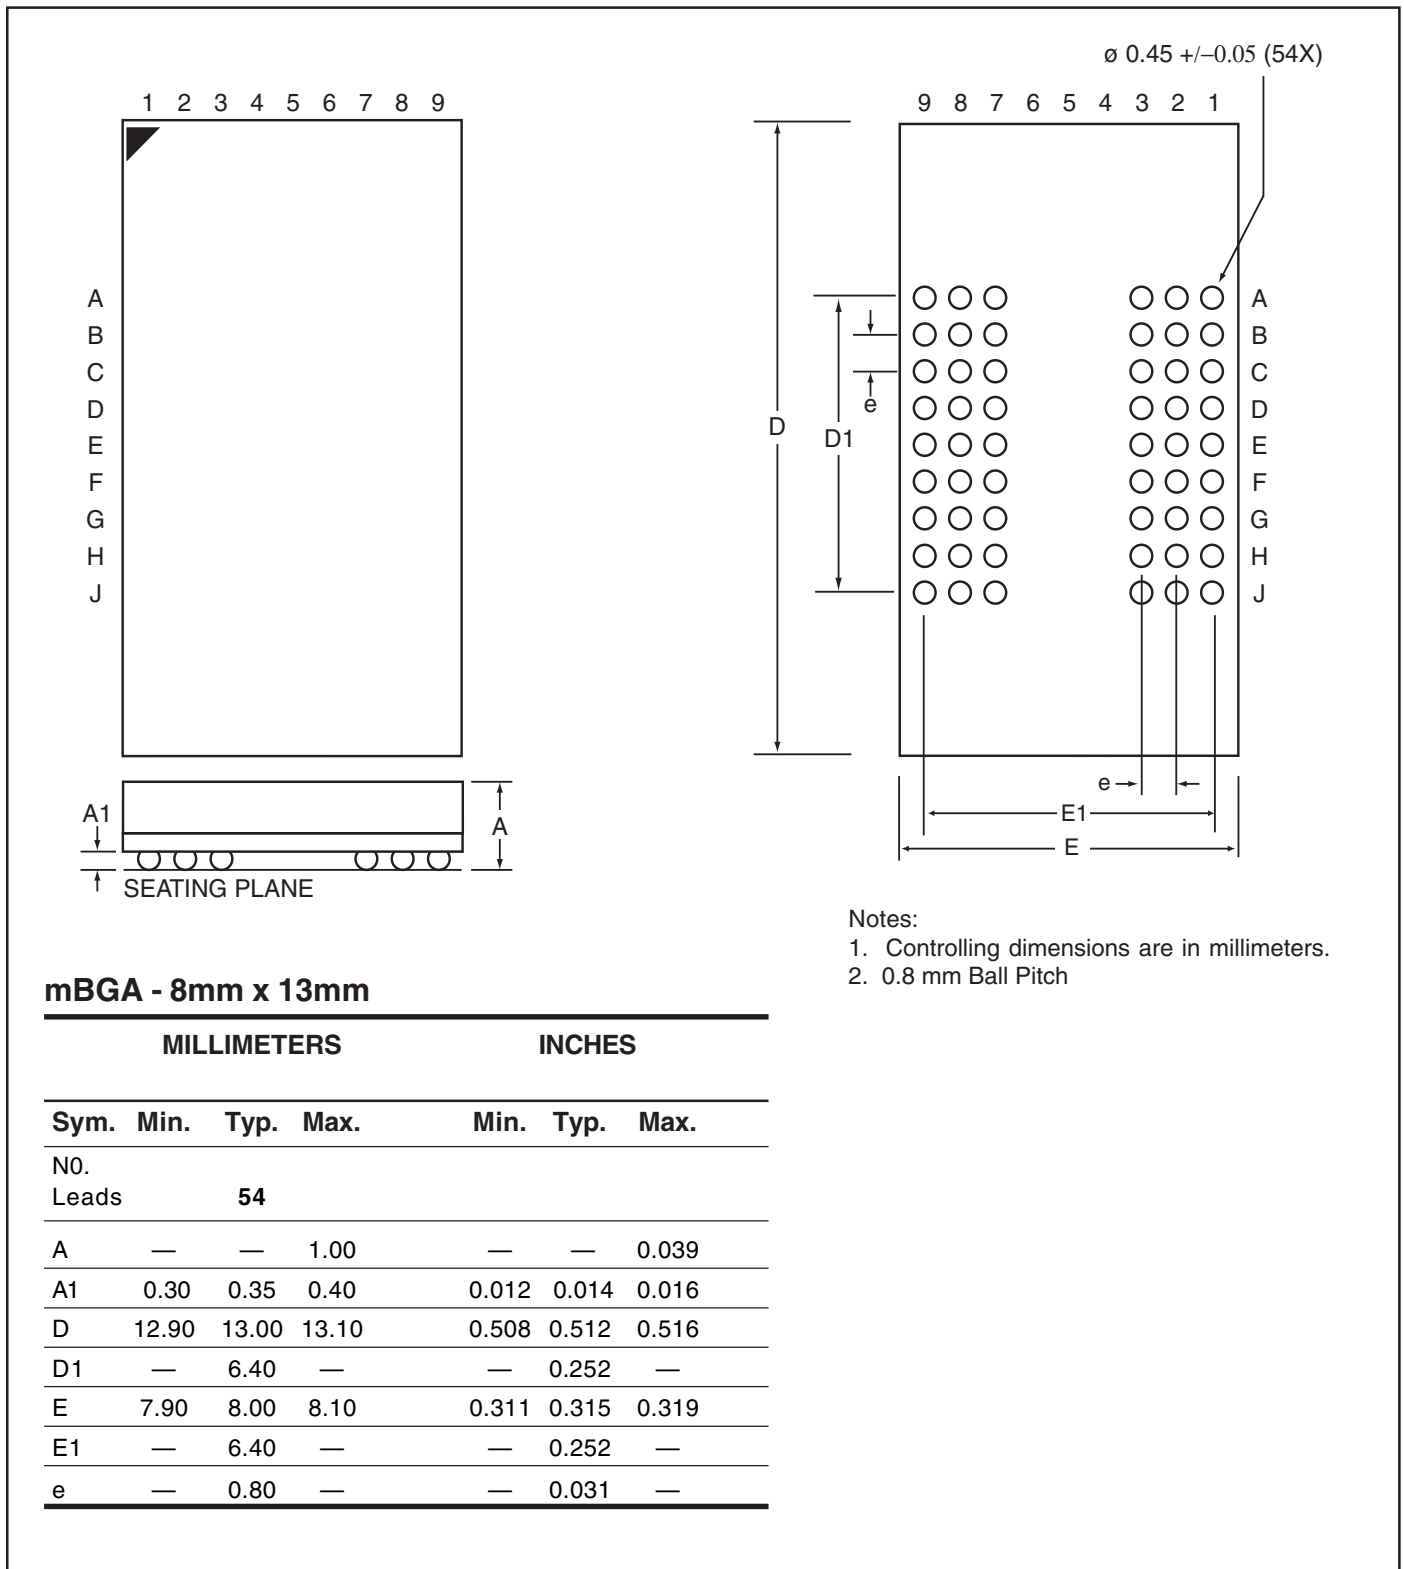 ø 0.45 +/−0.05 (54X)
1 2 3 4 5 6 7 8 9
9 8 7 6 5 4 3 2 1
A
B
C
D
E
F
G
H
J
A
B
C
D
E
F
G
H
J
e
D
D1
e
E1
E
A1
A
SEATING PLANE
Notes:
1. Controlling dimensions are in millimeters.
2. 0.8 mm Ball Pitch
mBGA - 8mm x 13mm
MILLIMETERS INCHES
Sym. Min. Typ. Max. Min. Typ. Max.
N0.
Leads 54
A — — 1.00 — — 0.039
A1 0.30 0.35 0.40 0.012 0.014 0.016
D 12.90 13.00 13.10 0.508 0.512 0.516
D1 — 6.40 — — 0.252 —
E 7.90 8.00 8.10 0.311 0.315 0.319
E1 — 6.40 — — 0.252 —
e — 0.80 — — 0.031 —